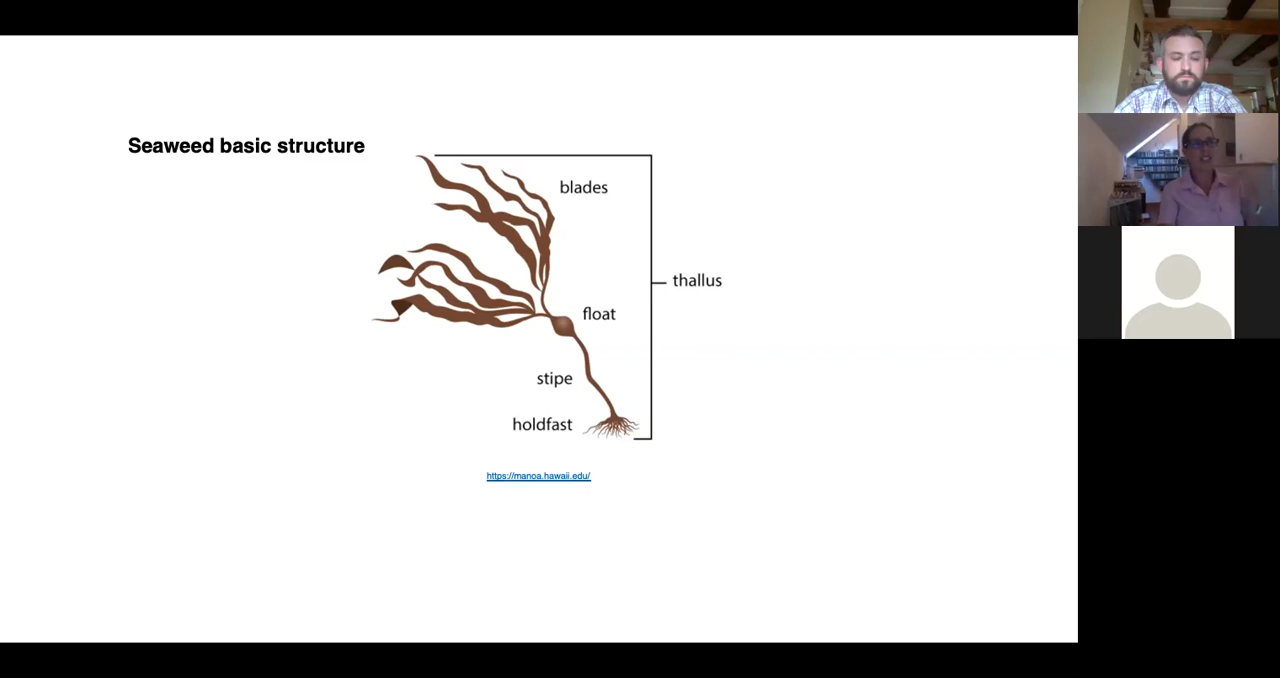 Seaweed basic structure
blades
thallus
float
stipe
holdfast
https://manoa.hawaii.edu/